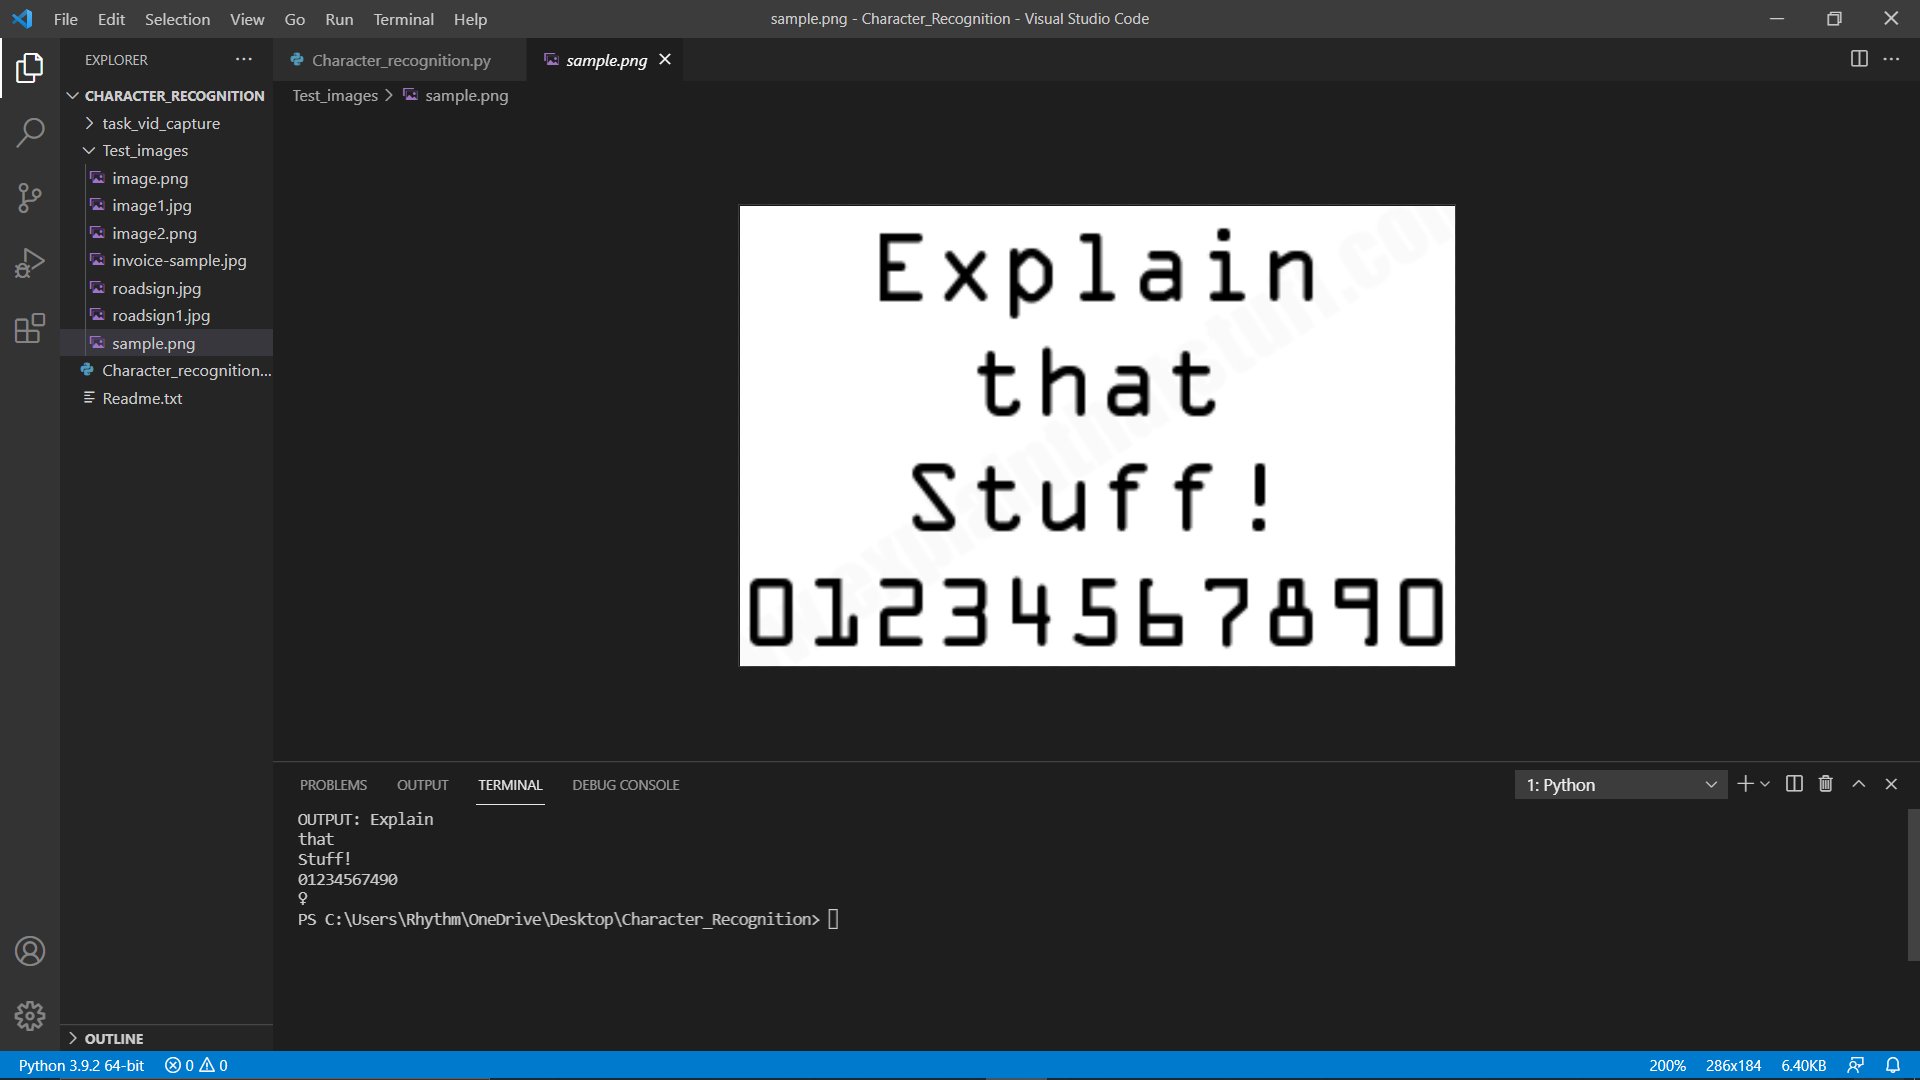 File Edit Selection View Go Run Terminal Help
sample.png - Character_Recognition - Visual Studio Code
EXPLORER
Character_recognition.py
sample.png
Test_images > sample.png
CHARACTER_RECOGNITION
task_vid_capture
Test_images
image.png
image1.jpg
image2.png
invoice-sample.jpg
roadsign.jpg
roadsign1.jpg
sample.png
Character_recognition...
Readme.txt
Explain
that
Stuff!
01234567890
PROBLEMS OUTPUT TERMINAL DEBUG CONSOLE
1: Python
OUTPUT: Explain
that
Stuff!
01234567490
♀
PS C:\Users\Rhythm\OneDrive\Desktop\Character_Recognition>
OUTLINE
Python 3.9.2 64-bit 0 0
200% 286x184 6.40KB